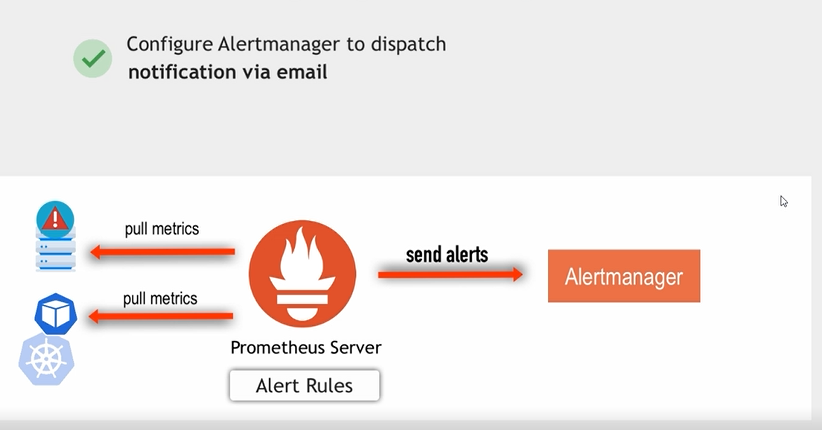 Configure Alertmanager to dispatch
notification via email
pull metrics
send alerts
Alertmanager
pull metrics
Prometheus Server
Alert Rules